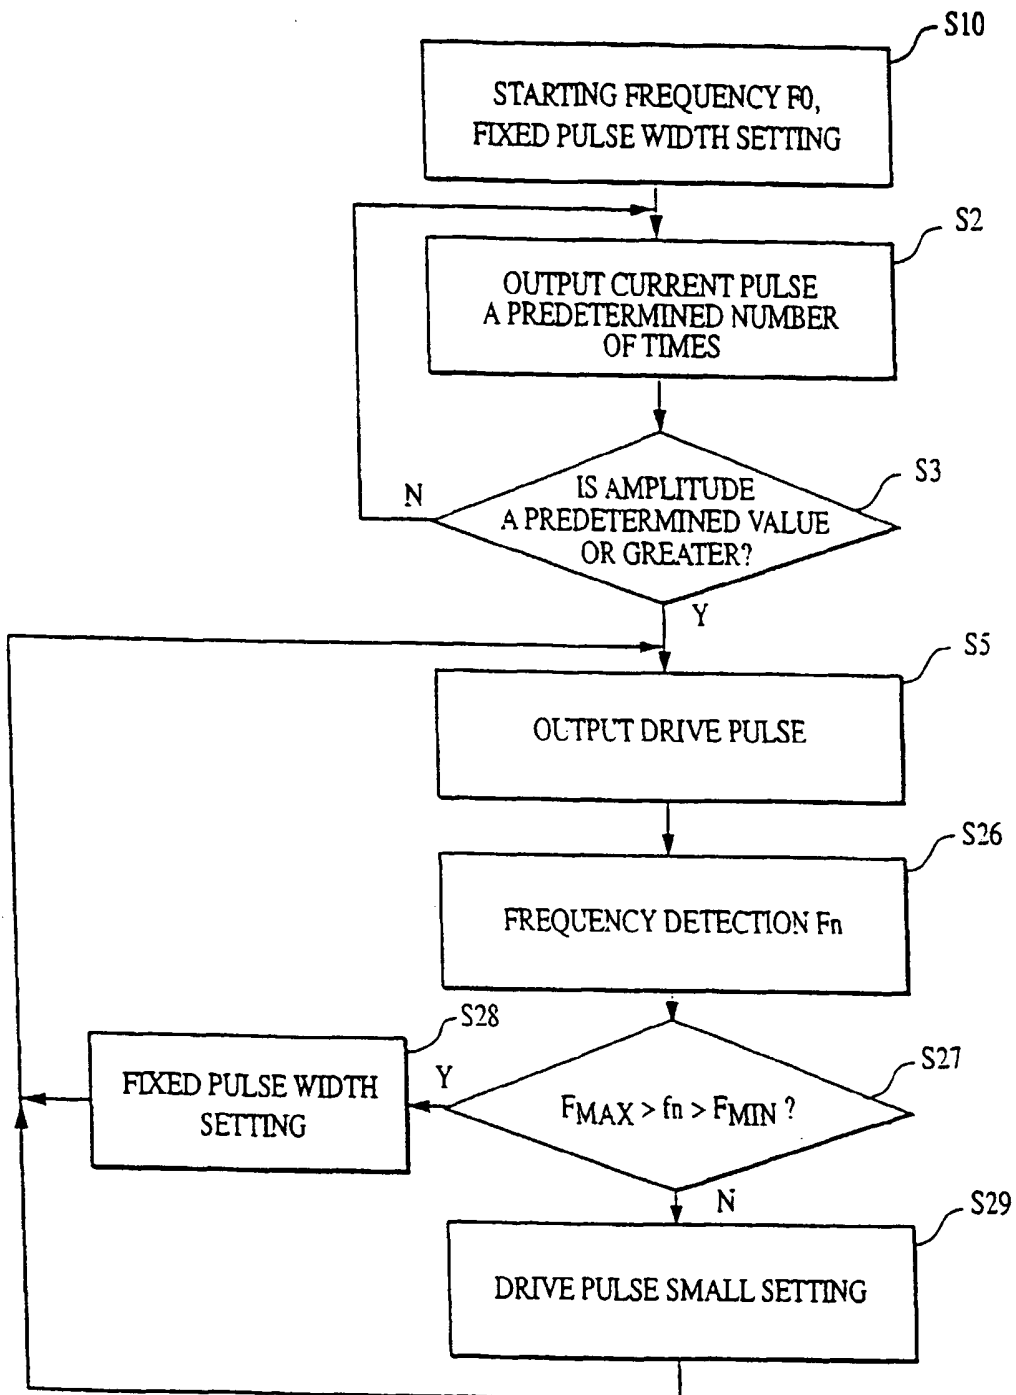 S10
STARTING FREQUENCY F0,
FIXED PULSE WIDTH SETTING
S2
OUTPUT CURRENT PULSE
A PREDETERMINED NUMBER
OF TIMES
S3
IS AMPLITUDE
A PREDETERMINED VALUE
OR GREATER?
N
Y
S5
OUTPUT DRIVE PULSE
S26
FREQUENCY DETECTION Fn
S28
FIXED PULSE WIDTH
SETTING
Y
S27
FMAX > fn > FMIN ?
N
S29
DRIVE PULSE SMALL SETTING